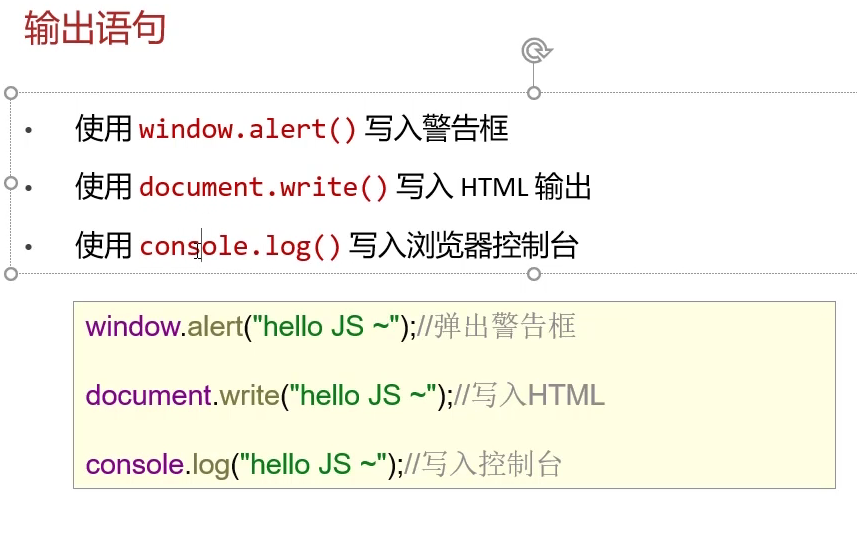 输出语句
• 使用 window.alert() 写入警告框
• 使用 document.write() 写入 HTML 输出
• 使用 console.log() 写入浏览器控制台
window.alert("hello JS ~");//弹出警告框
document.write("hello JS ~");//写入HTML
console.log("hello JS ~");//写入控制台